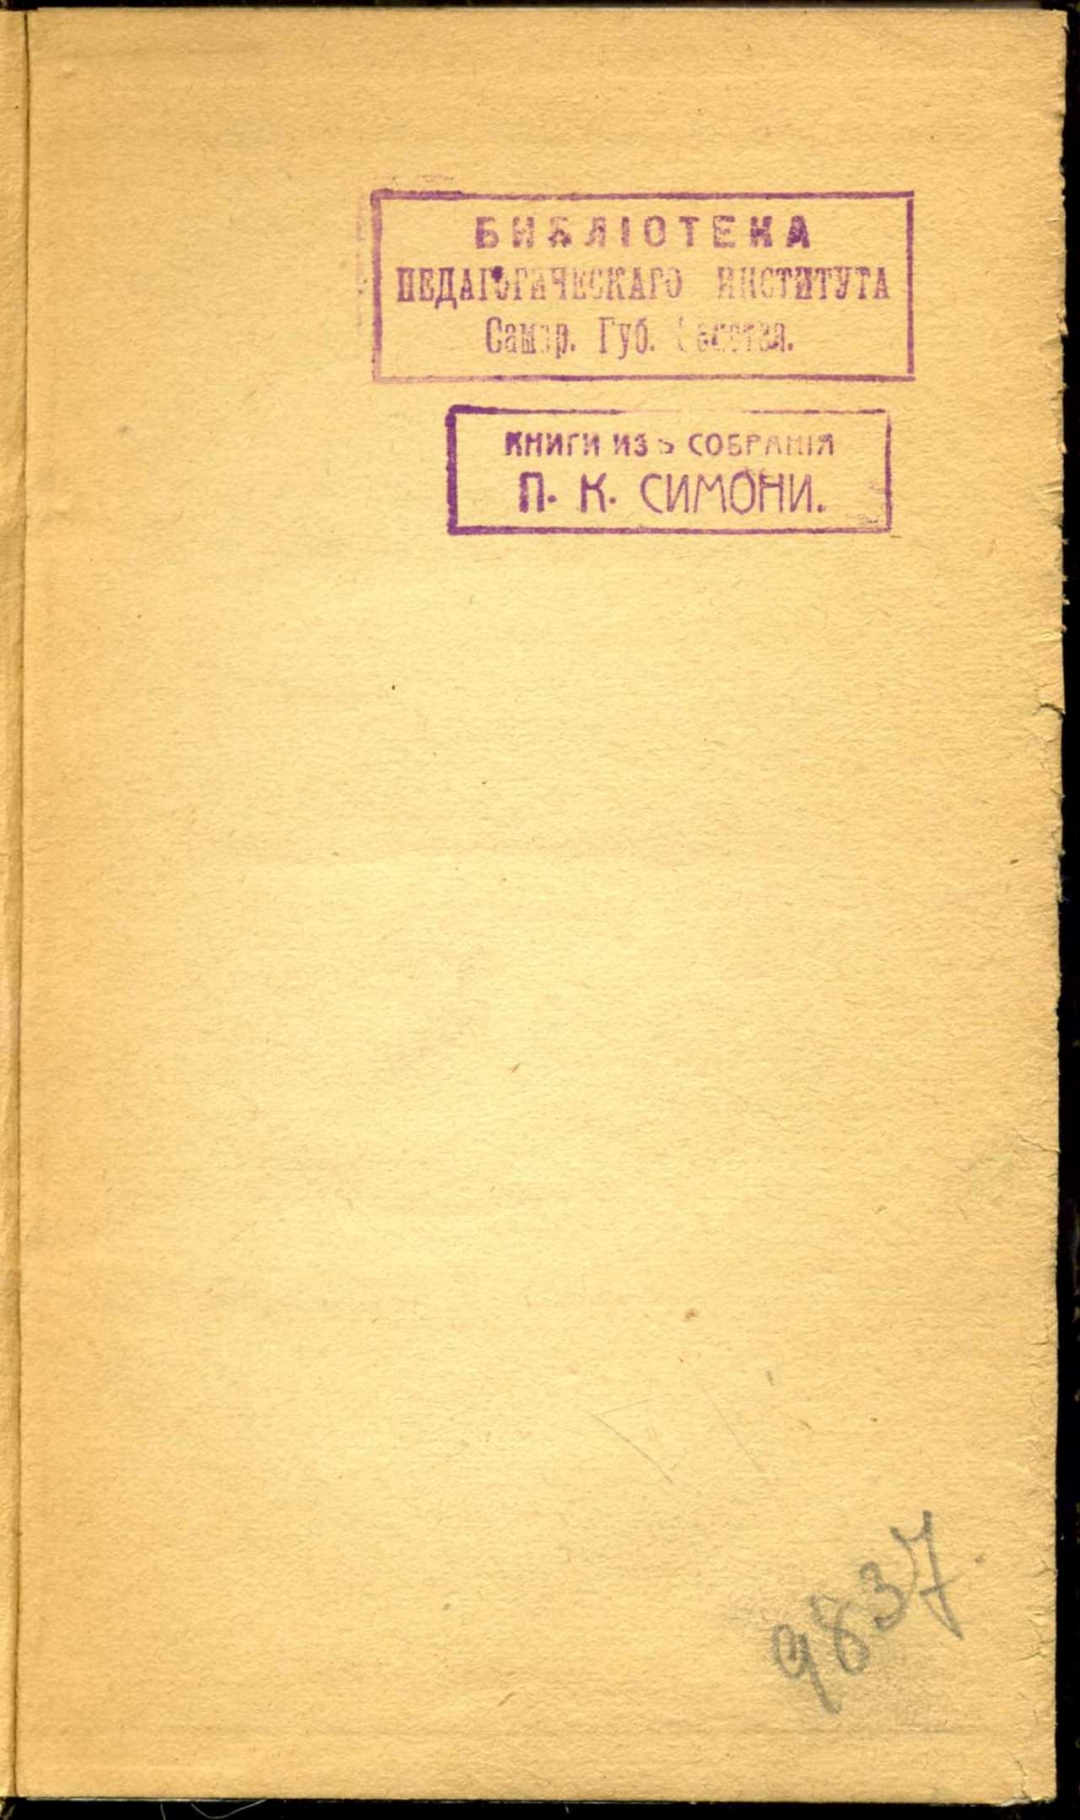 БИБЛІОТЕКА
ПЕДАГОГИЧЕСКАГО ИНСТИТУТА
Самар. Губ.
КНИГИ ИЗЪ СОБРАНІЯ
П. К. СИМОНИ.
9837